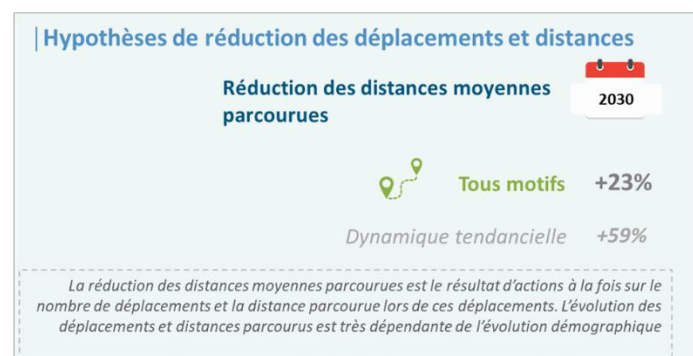 Hypothèses de réduction des déplacements et distances
Réduction des distances moyennes
parcourues
2030
Tous motifs +23%
Dynamique tendancielle +59%
La réduction des distances moyennes parcourues est le résultat d'actions à la fois sur le
nombre de déplacements et la distance parcourue lors de ces déplacements. L'évolution des
déplacements et distances parcourus est très dépendante de l'évolution démographique